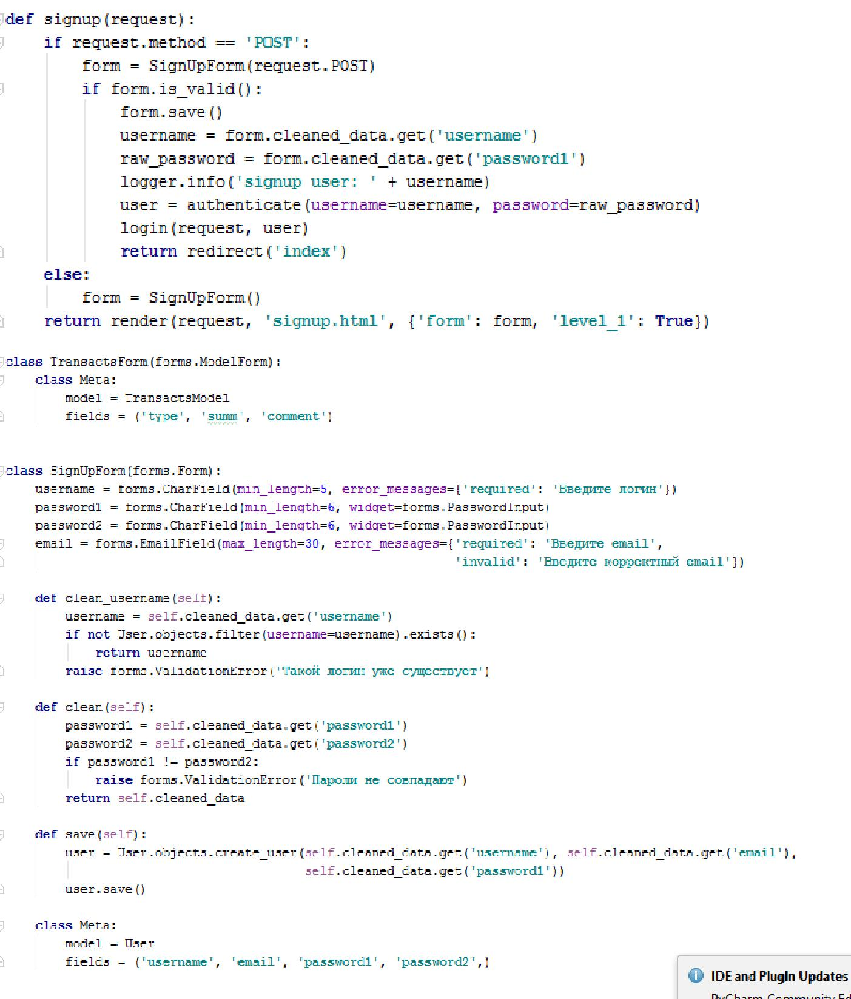 def signup(request):
    if request.method == 'POST':
        form = SignUpForm(request.POST)
        if form.is_valid():
            form.save()
            username = form.cleaned_data.get('username')
            raw_password = form.cleaned_data.get('password1')
            logger.info('signup user: ' + username)
            user = authenticate(username=username, password=raw_password)
            login(request, user)
            return redirect('index')
    else:
        form = SignUpForm()
    return render(request, 'signup.html', {'form': form, 'level_1': True})
class TransactsForm(forms.ModelForm):
    class Meta:
        model = TransactsModel
        fields = ('type', 'summ', 'comment')
class SignUpForm(forms.Form):
    username = forms.CharField(min_length=5, error_messages={'required': 'Введите логин'})
    password1 = forms.CharField(min_length=6, widget=forms.PasswordInput)
    password2 = forms.CharField(min_length=6, widget=forms.PasswordInput)
    email = forms.EmailField(max_length=30, error_messages={'required': 'Введите email',
                                                            'invalid': 'Введите корректный email'})
    def clean_username(self):
        username = self.cleaned_data.get('username')
        if not User.objects.filter(username=username).exists():
            return username
        raise forms.ValidationError('Такой логин уже существует')
    def clean(self):
        password1 = self.cleaned_data.get('password1')
        password2 = self.cleaned_data.get('password2')
        if password1 != password2:
            raise forms.ValidationError('Пароли не совпадают')
        return self.cleaned_data
    def save(self):
        user = User.objects.create_user(self.cleaned_data.get('username'), self.cleaned_data.get('email'),
                                        self.cleaned_data.get('password1'))
        user.save()
    class Meta:
        model = User
        fields = ('username', 'email', 'password1', 'password2',)
IDE and Plugin Updates
PyCharm Community Ed